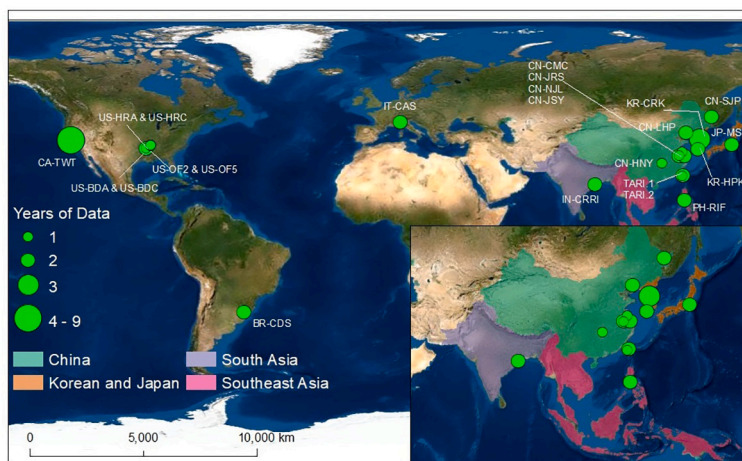 CN-CMC
CN-JRS
CN-NJL
CN-JSY
IT-CAS
KR-CRK
CN-SJP
US-HRA & US-HRC
CN-LHP
JP-MS
CA-TWT
US-OF2 & US-OF5
CN-HNY
US-BDA & US-BDC
TARI.1
TARI.2
KR-HPK
IN-CRRI
PH-RIF
Years of Data
1
2
3
4 - 9
BR-CDS
China
South Asia
Korean and Japan
Southeast Asia
0
5,000
10,000 km